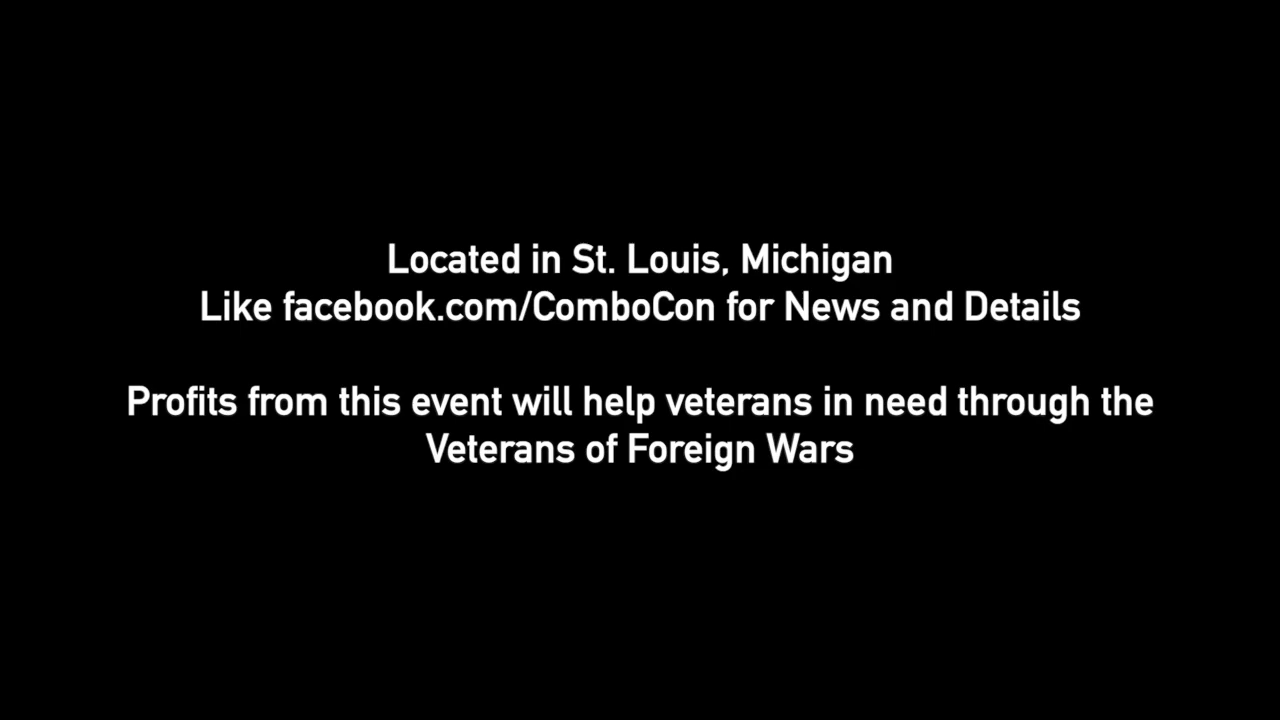 Located in St. Louis, Michigan
Like facebook.com/ComboCon for News and Details
Profits from this event will help veterans in need through the
Veterans of Foreign Wars